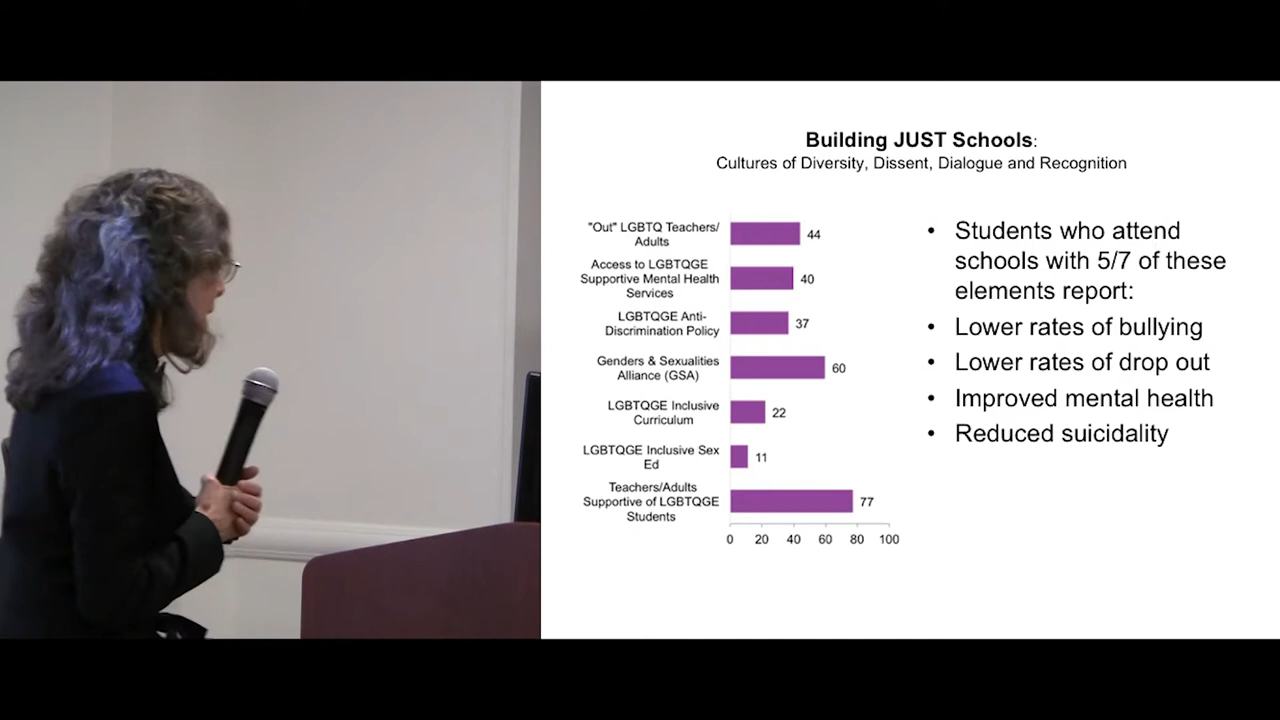 Building JUST Schools:
Cultures of Diversity, Dissent, Dialogue and Recognition
"Out" LGBTQ Teachers/
Adults
44
Access to LGBTQGE
Supportive Mental Health
Services
40
LGBTQGE Anti-
Discrimination Policy
37
Genders & Sexualities
Alliance (GSA)
60
LGBTQGE Inclusive
Curriculum
22
LGBTQGE Inclusive Sex
Ed
11
Teachers/Adults
Supportive of LGBTQGE
Students
77
0 20 40 60 80 100
• Students who attend
schools with 5/7 of these
elements report:
• Lower rates of bullying
• Lower rates of drop out
• Improved mental health
• Reduced suicidality